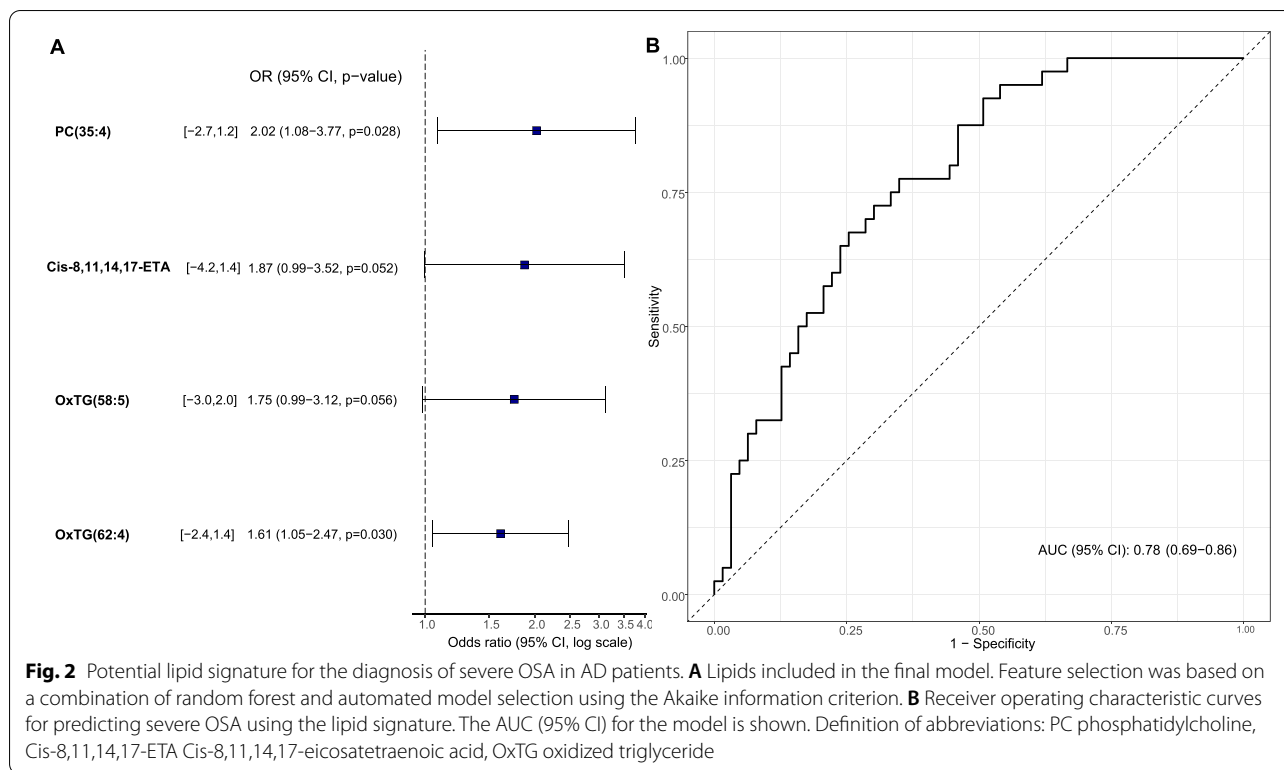 A
OR (95% CI, p−value)
PC(35:4) [−2.7,1.2] 2.02 (1.08−3.77, p=0.028)
Cis-8,11,14,17-ETA [−4.2,1.4] 1.87 (0.99−3.52, p=0.052)
OxTG(58:5) [−3.0,2.0] 1.75 (0.99−3.12, p=0.056)
OxTG(62:4) [−2.4,1.4] 1.61 (1.05−2.47, p=0.030)
1.0 1.5 2.0 2.5 3.0 3.5 4.0
Odds ratio (95% CI, log scale)
B
1.00
0.75
0.50
0.25
0.00
Sensitivity
AUC (95% CI): 0.78 (0.69−0.86)
0.00 0.25 0.50 0.75 1.00
1 − Specificity
Fig. 2 Potential lipid signature for the diagnosis of severe OSA in AD patients. A Lipids included in the final model. Feature selection was based on
a combination of random forest and automated model selection using the Akaike information criterion. B Receiver operating characteristic curves
for predicting severe OSA using the lipid signature. The AUC (95% CI) for the model is shown. Definition of abbreviations: PC phosphatidylcholine,
Cis-8,11,14,17-ETA Cis-8,11,14,17-eicosatetraenoic acid, OxTG oxidized triglyceride